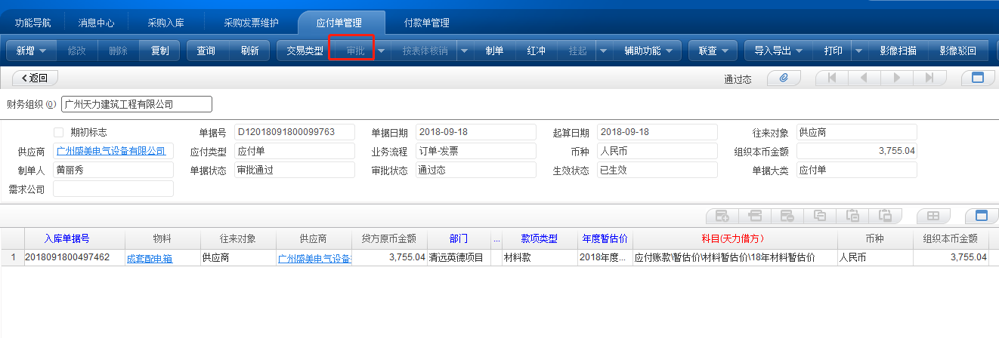 功能导航 消息中心 采购入库 采购发票维护 应付单管理 付款单管理
新增 修改 删除 复制 查询 刷新 交易类型 审批 按表体核销 制单 红冲 挂起 辅助功能 联查 导入导出 打印 影像扫描 影像驳回
返回 通过态
财务组织(O) 广州天力建筑工程有限公司
期初标志 单据号 D12018091800099763 单据日期 2018-09-18 起算日期 2018-09-18 往来对象 供应商
供应商 广州盛美电气设备有限公司 应付类型 应付单 业务流程 订单-发票 币种 人民币 组织本币金额 3,755.04
制单人 黄丽秀 单据状态 审批通过 审批状态 通过态 生效状态 已生效 单据大类 应付单
需求公司
入库单据号 物料 往来对象 供应商 贷方原币金额 部门 ... 款项类型 年度暂估价 科目(天力借方) 币种 组织本币金额
1 2018091800497462 成套配电箱 供应商 广州盛美电气设备 3,755.04 清远英德项目 材料款 2018年度... 应付账款\暂估价\材料暂估价\18年材料暂估价 人民币 3,755.04